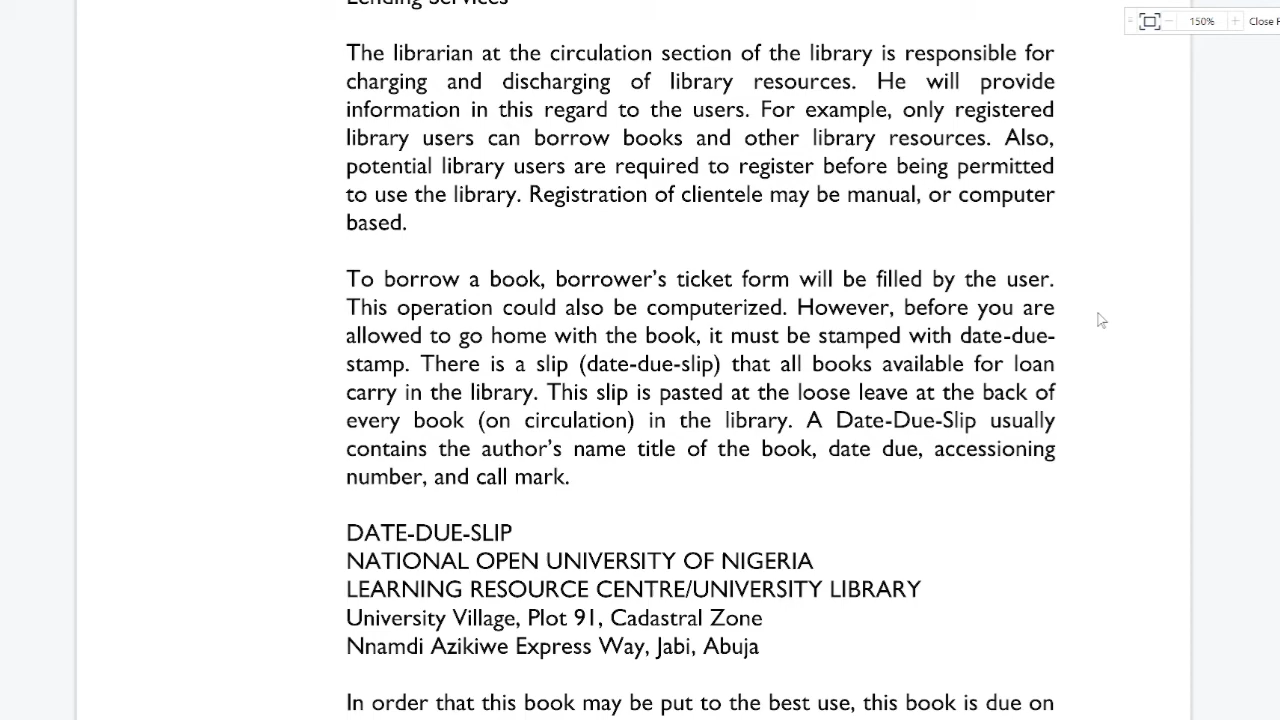 Lending Services
150%
Close
The librarian at the circulation section of the library is responsible for
charging and discharging of library resources. He will provide
information in this regard to the users. For example, only registered
library users can borrow books and other library resources. Also,
potential library users are required to register before being permitted
to use the library. Registration of clientele may be manual, or computer
based.
To borrow a book, borrower's ticket form will be filled by the user.
This operation could also be computerized. However, before you are
allowed to go home with the book, it must be stamped with date-due-
stamp. There is a slip (date-due-slip) that all books available for loan
carry in the library. This slip is pasted at the loose leave at the back of
every book (on circulation) in the library. A Date-Due-Slip usually
contains the author's name title of the book, date due, accessioning
number, and call mark.
DATE-DUE-SLIP
NATIONAL OPEN UNIVERSITY OF NIGERIA
LEARNING RESOURCE CENTRE/UNIVERSITY LIBRARY
University Village, Plot 91, Cadastral Zone
Nnamdi Azikiwe Express Way, Jabi, Abuja
In order that this book may be put to the best use, this book is due on